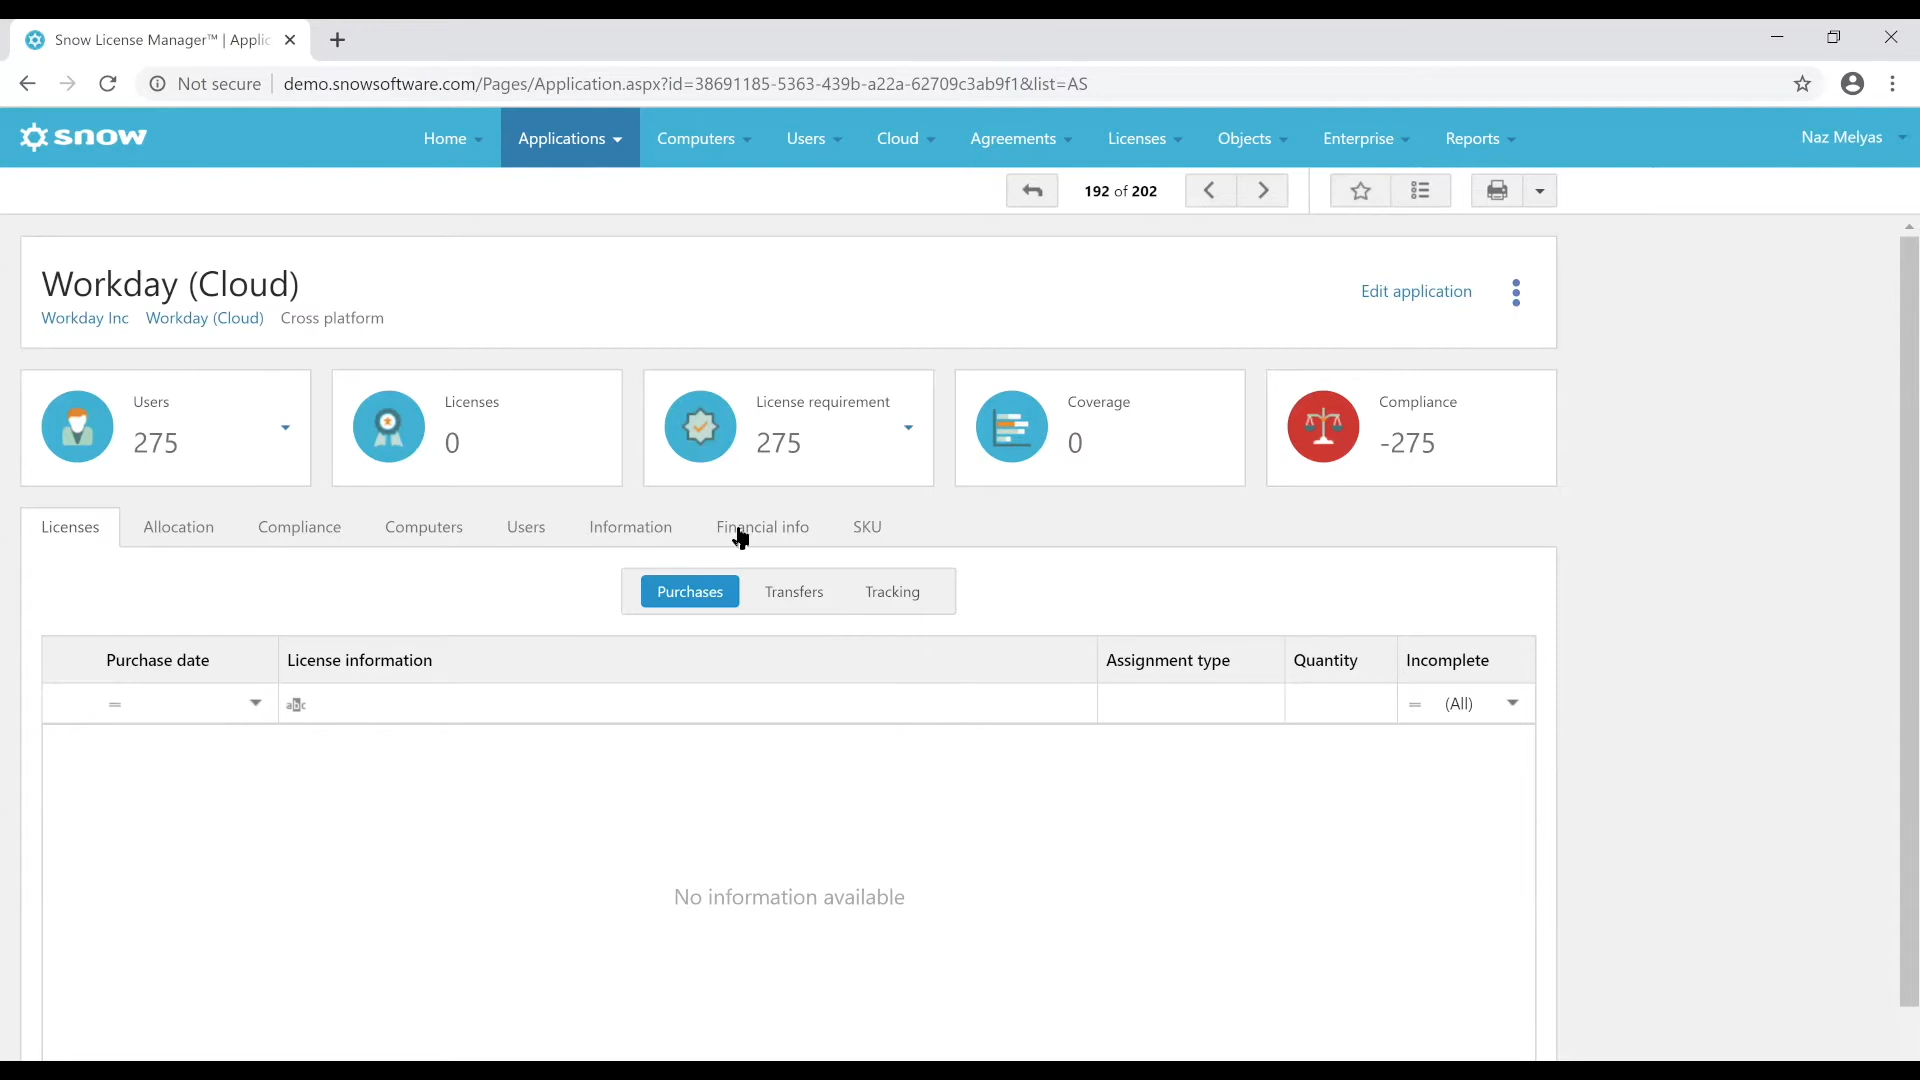 Snow License Manager™ | Applic
Not secure demo.snowsoftware.com/Pages/Application.aspx?id=38691185-5363-439b-a22a-62709c3ab9f1&list=AS
snow Home Applications Computers Users Cloud Agreements Licenses Objects Enterprise Reports Naz Melyas
192 of 202
Workday (Cloud)
Edit application
Workday Inc Workday (Cloud) Cross platform
Users Licenses License requirement Coverage Compliance
275 0 275 0 -275
Licenses Allocation Compliance Computers Users Information Financial info SKU
Purchases Transfers Tracking
Purchase date License information Assignment type Quantity Incomplete
= abc = (All)
No information available